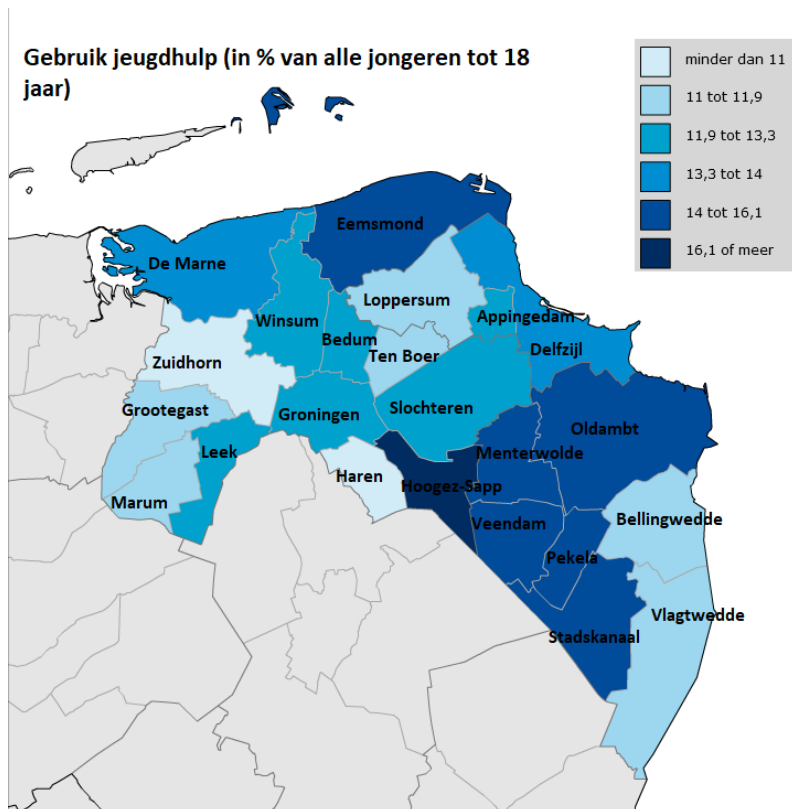 Gebruik jeugdhulp (in % van alle jongeren tot 18
jaar)
minder dan 11
11 tot 11,9
11,9 tot 13,3
13,3 tot 14
14 tot 16,1
16,1 of meer
Eemsmond
De Marne
Loppersum
Winsum
Appingedam
Bedum
Ten Boer
Delfzijl
Zuidhorn
Grootegast
Groningen
Slochteren
Oldambt
Leek
Menterwolde
Haren
Hoogez-Sapp
Marum
Veendam
Bellingwedde
Pekela
Vlagtwedde
Stadskanaal